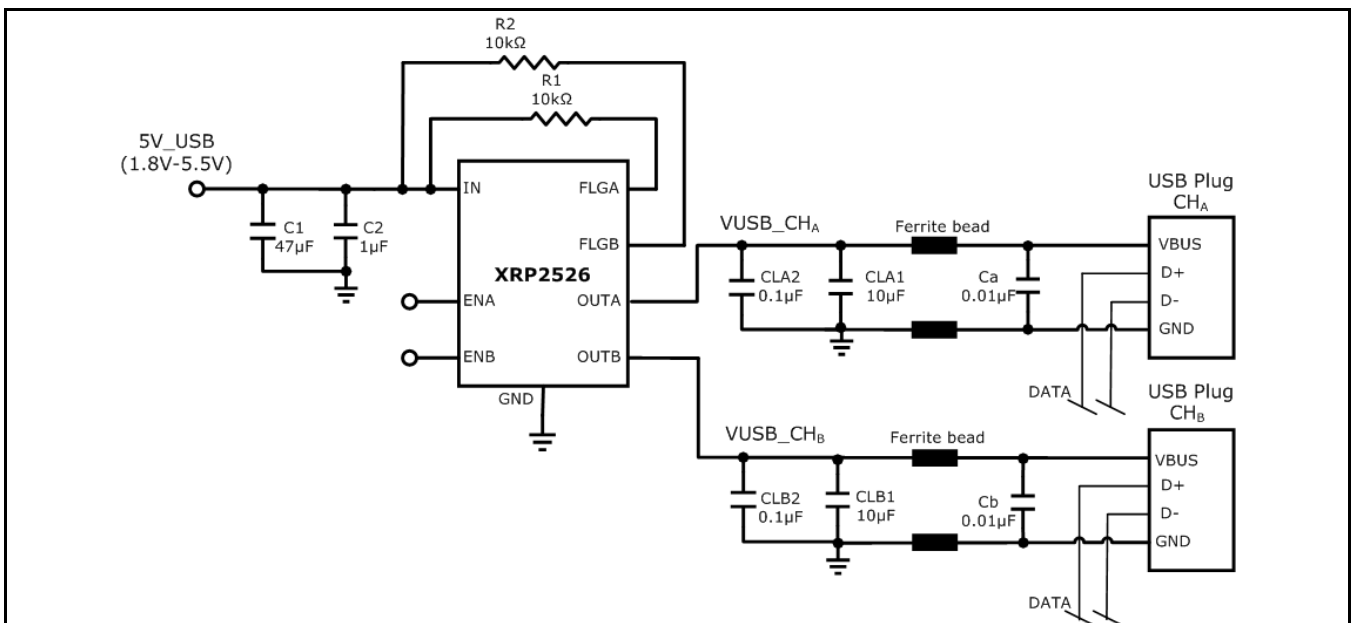 R2
10kΩ
R1
10kΩ
5V_USB
(1.8V-5.5V)
C1
47µF
C2
1µF
IN
FLGA
FLGB
XRP2526
ENA
OUTA
ENB
OUTB
GND
VUSB_CHA
Ferrite bead
CLA2
0.1µF
CLA1
10µF
Ca
0.01µF
USB Plug
CHA
VBUS
D+
D-
GND
DATA
VUSB_CHB
Ferrite bead
CLB2
0.1µF
CLB1
10µF
Cb
0.01µF
USB Plug
CHB
VBUS
D+
D-
GND
DATA